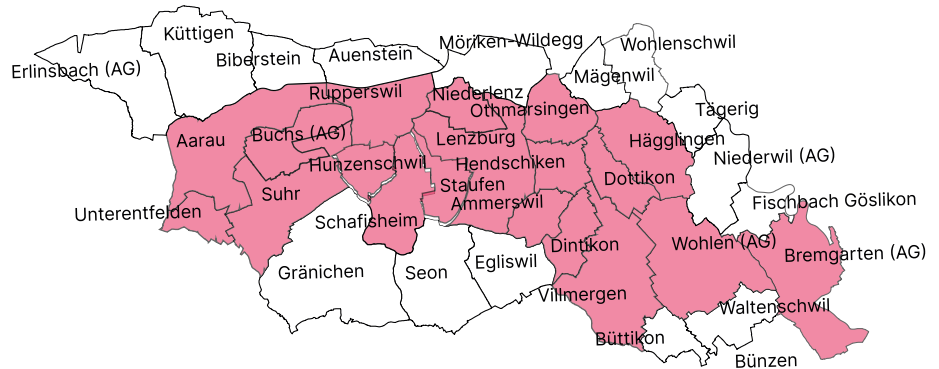 Küttigen
Möriken-Wildegg
Wohlenschwil
Biberstein
Auenstein
Erlinsbach (AG)
Mägenwil
Rupperswil
Niederlenz
Othmarsingen
Tägerig
Aarau
Buchs (AG)
Lenzburg
Hägglingen
Niederwil (AG)
Hunzenschwil
Hendschiken
Dottikon
Staufen
Suhr
Ammerswil
Fischbach Göslikon
Unterentfelden
Schafisheim
Dintikon
Wohlen (AG)
Bremgarten (AG)
Gränichen
Seon
Egliswil
Villmergen
Waltenschwil
Büttikon
Bünzen